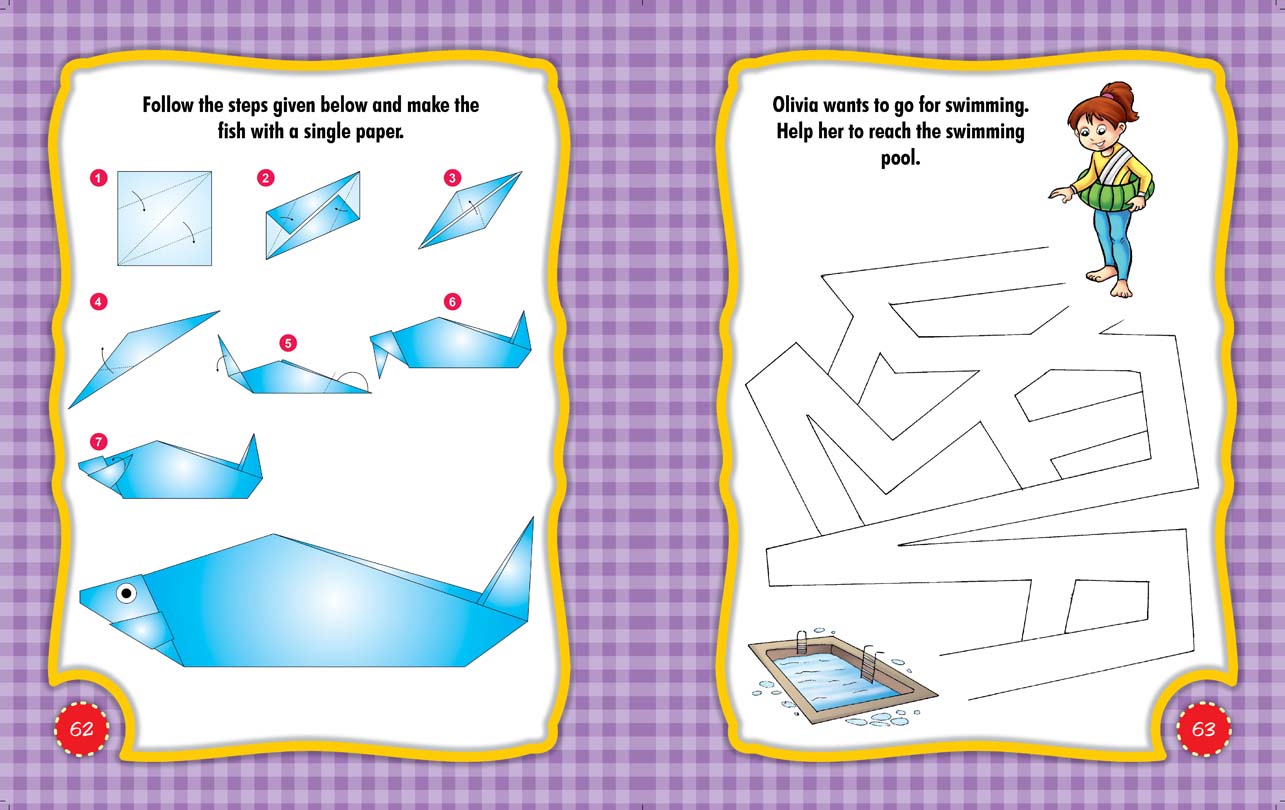 Follow the steps given below and make the
fish with a single paper.
1
2
3
4
5
6
7
62
Olivia wants to go for swimming.
Help her to reach the swimming
pool.
63